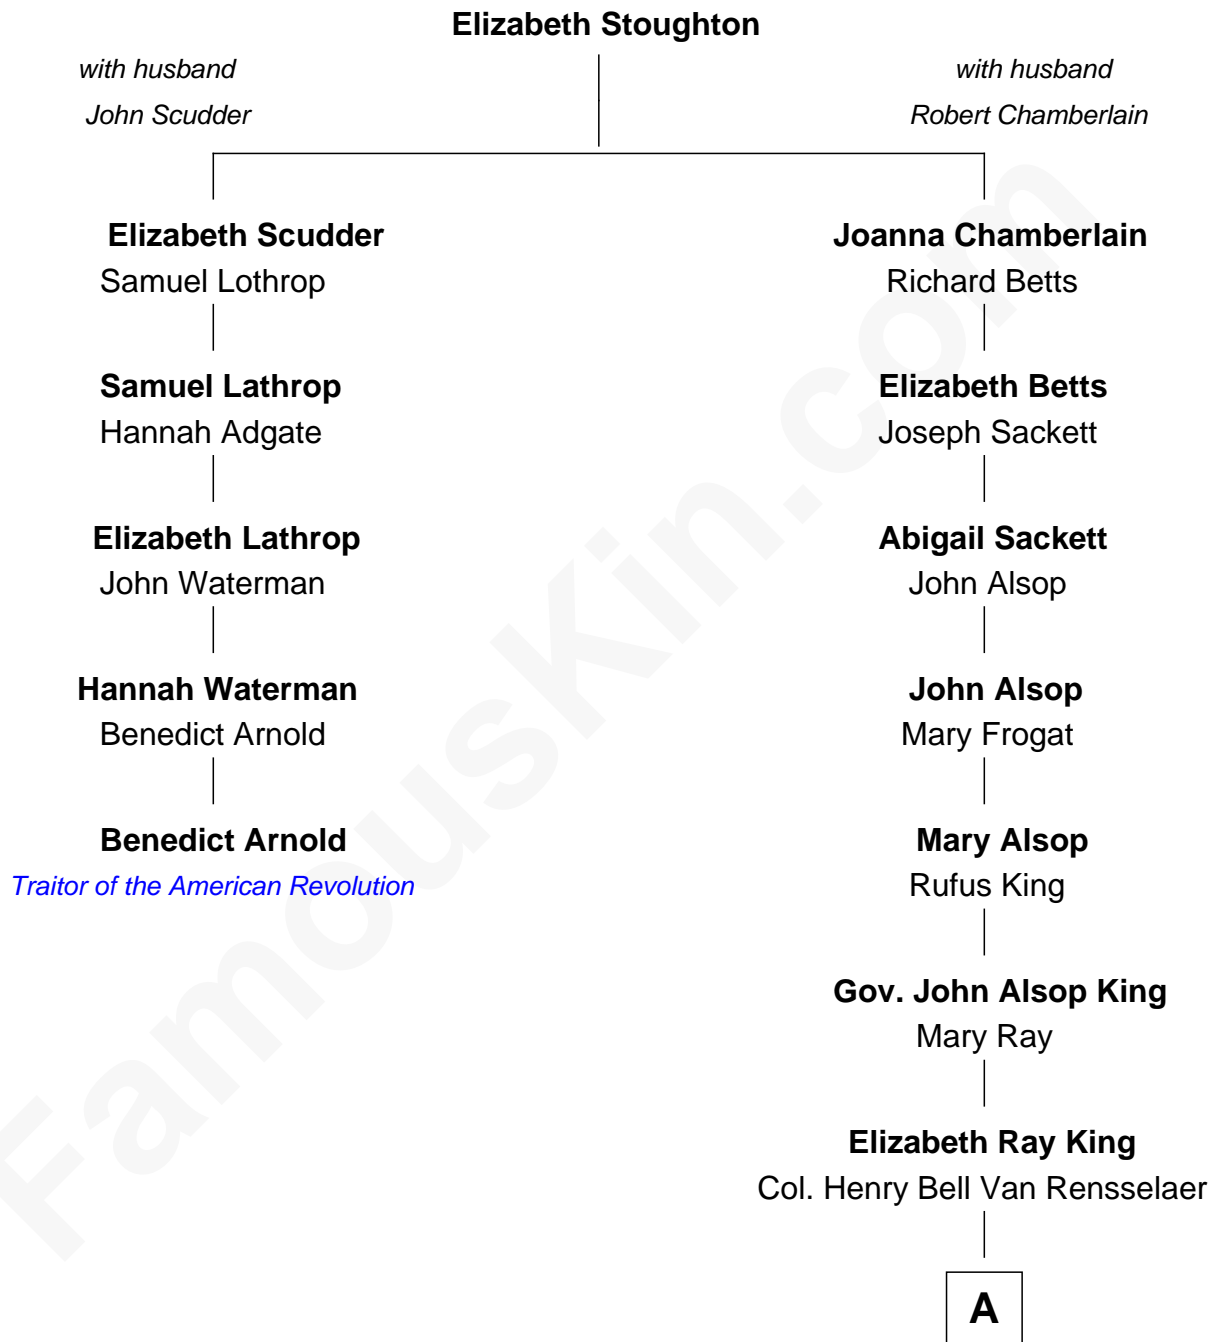 Elizabeth Stoughton
with husband
John Scudder
with husband
Robert Chamberlain
Elizabeth Scudder
Samuel Lothrop
Joanna Chamberlain
Richard Betts
Samuel Lathrop
Hannah Adgate
Elizabeth Betts
Joseph Sackett
Elizabeth Lathrop
John Waterman
Abigail Sackett
John Alsop
Hannah Waterman
Benedict Arnold
John Alsop
Mary Frogat
Benedict Arnold
Traitor of the American Revolution
Mary Alsop
Rufus King
Gov. John Alsop King
Mary Ray
Elizabeth Ray King
Col. Henry Bell Van Rensselaer
A
FamousKin.com